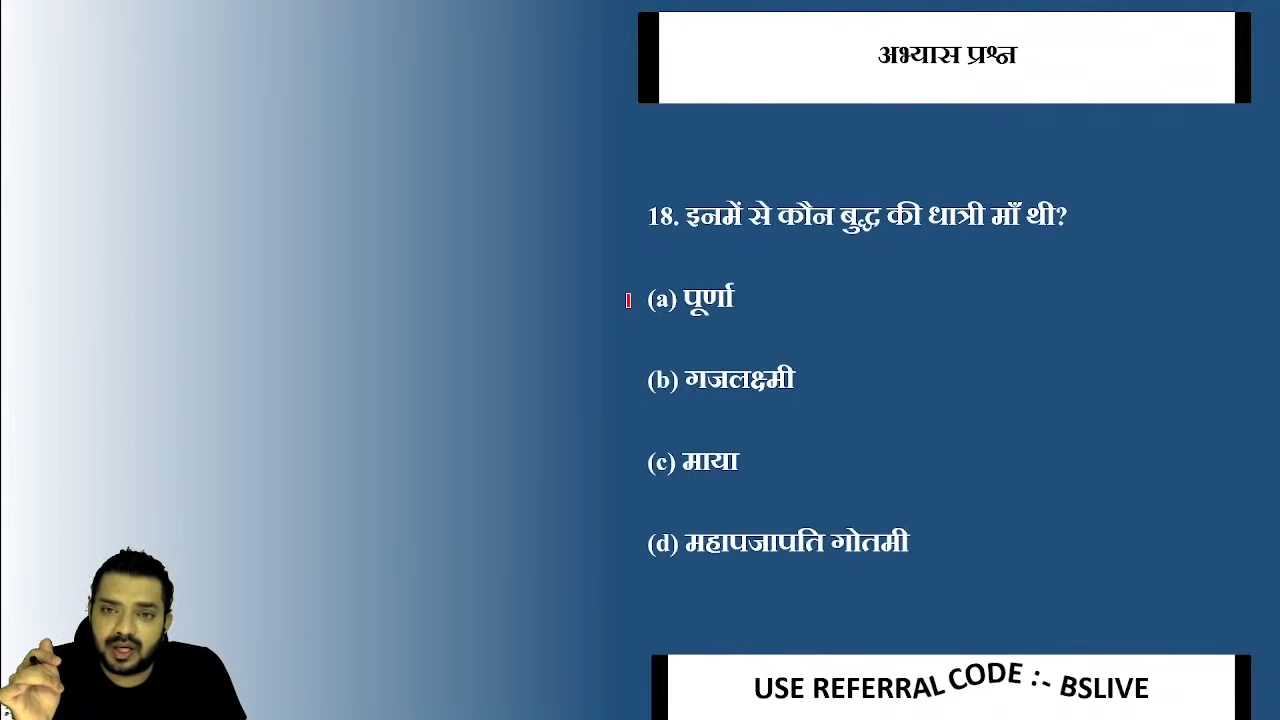 अभ्यास प्रश्न
18. इनमें से कौन बुद्ध की धात्री माँ थी?
(a) पूर्णा
(b) गजलक्ष्मी
(c) माया
(d) महापजापति गोतमी
USE REFERRAL CODE :- BSLIVE